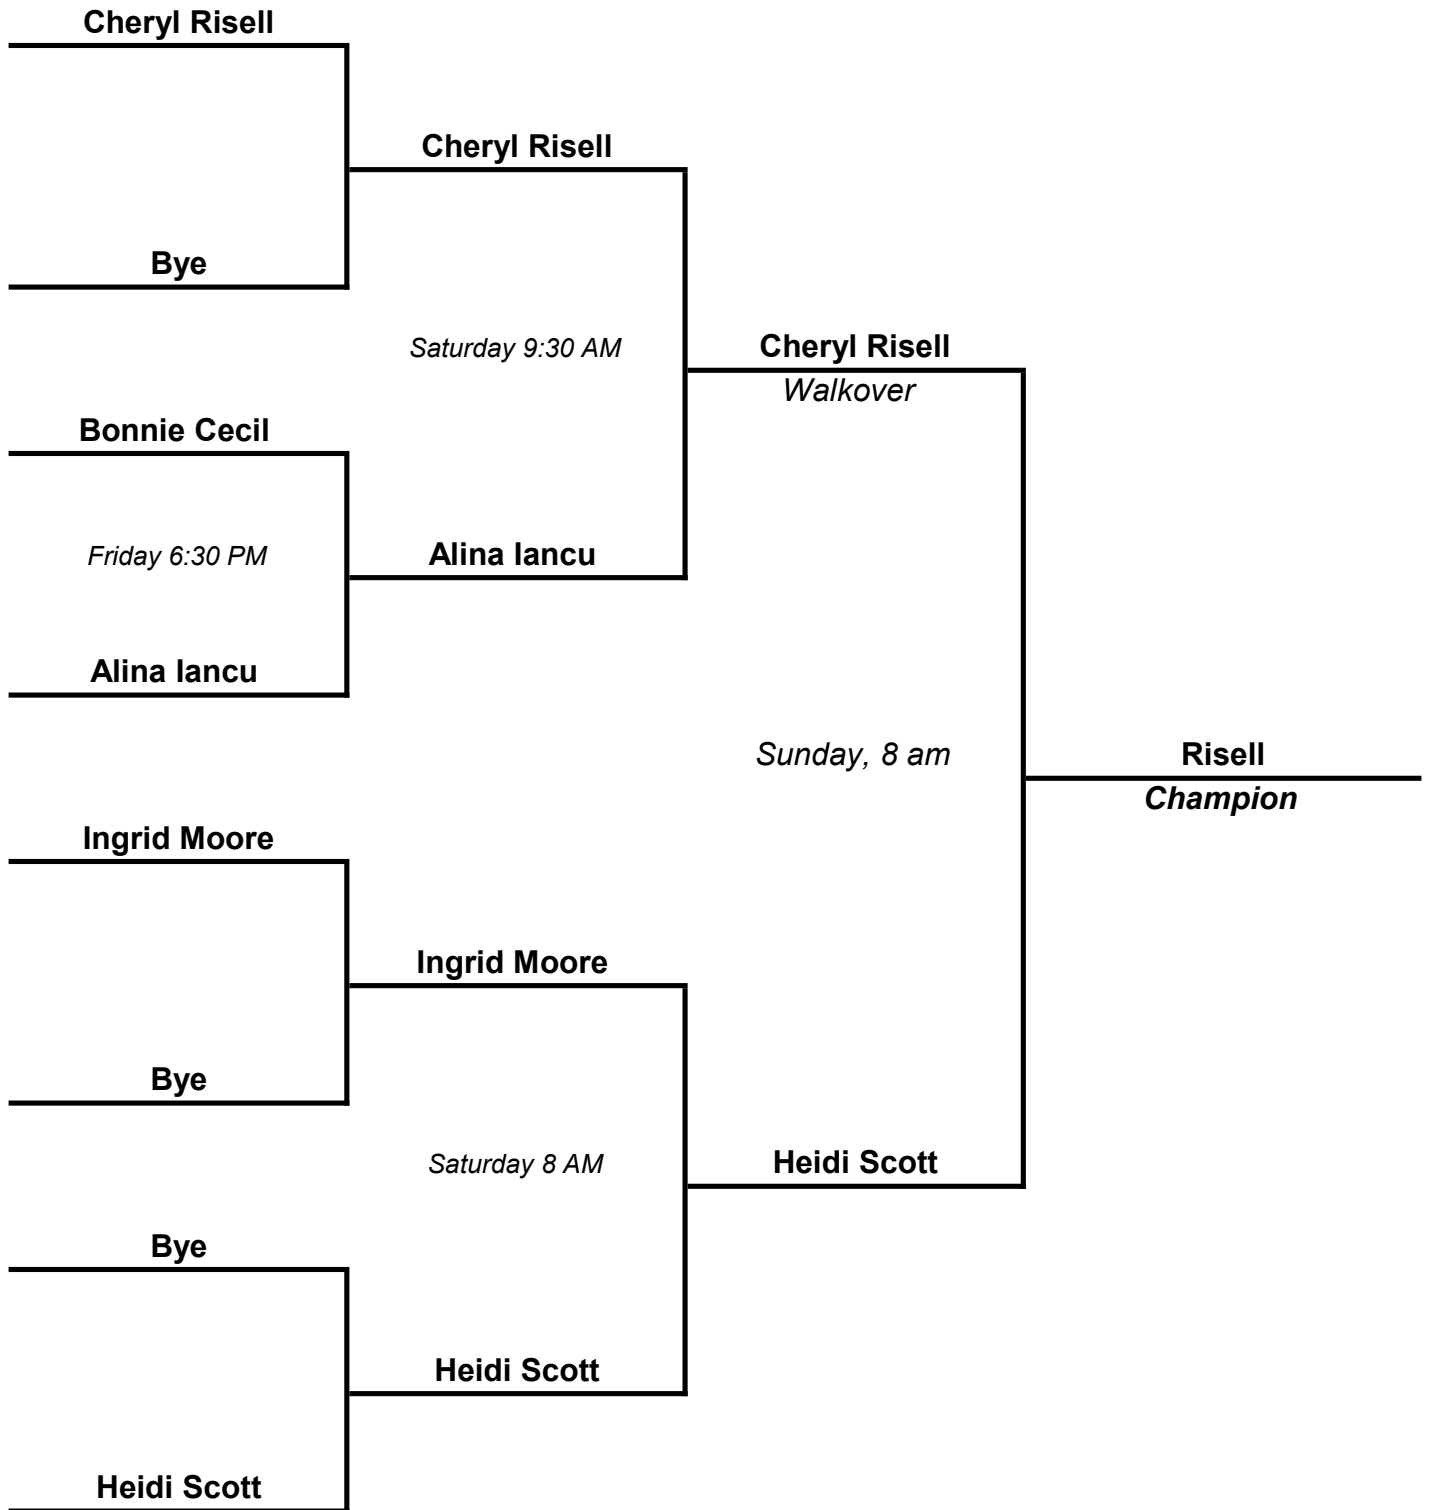 Cheryl Risell
Cheryl Risell
Bye
Saturday 9:30 AM
Cheryl Risell
Walkover
Bonnie Cecil
Friday 6:30 PM
Alina Iancu
Alina Iancu
Sunday, 8 am
Risell
Champion
Ingrid Moore
Ingrid Moore
Bye
Saturday 8 AM
Heidi Scott
Bye
Heidi Scott
Heidi Scott